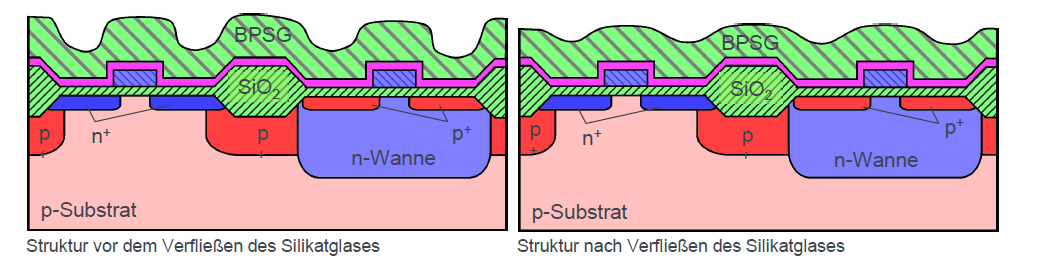 BPSG
SiO2
p
+
n+
p
+
p+
n-Wanne
p-Substrat
Struktur vor dem Verfließen des Silikatglases
BPSG
SiO2
p
+
n+
p
+
p+
n-Wanne
p-Substrat
Struktur nach Verfließen des Silikatglases